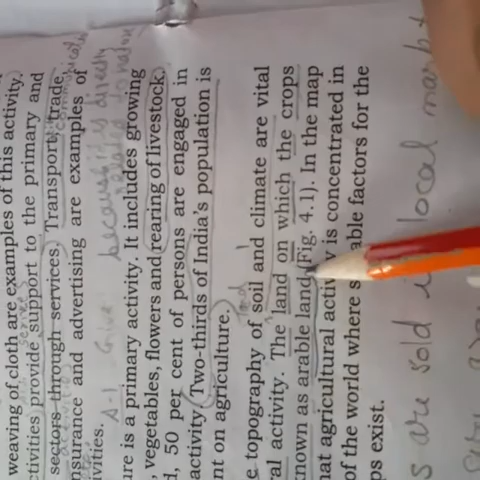 weaving of cloth are examples of this activity.
ctivities provide support to the primary and
sectors through services. Transport, trade,
nsurance and advertising are examples of
ivities.
ure is a primary activity. It includes growing
, vegetables, flowers and rearing of livestock.
d, 50 per cent of persons are engaged in
activity. Two-thirds of India's population is
nt on agriculture.
e topography of soil and climate are vital
ral activity. The land on which the crops
nown as arable land (Fig. 4.1). In the map
hat agricultural activ y is concentrated in
of the world where s able factors for the
ps exist.
s are sold local market